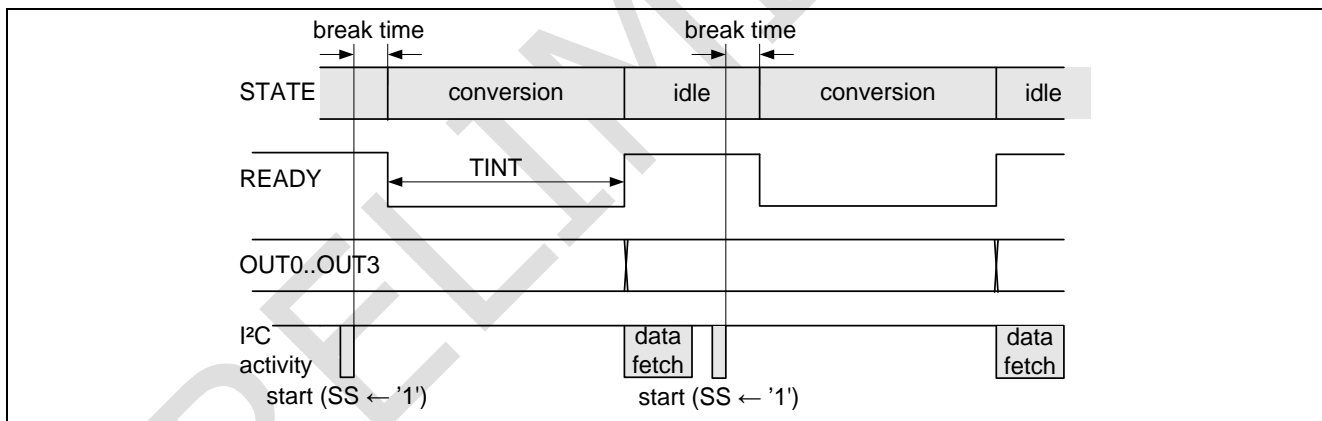 break time break time
STATE conversion idle conversion idle
READY TINT
OUT0..OUT3
I²C
activity
data
fetch
data
fetch
start (SS ← '1') start (SS ← '1')
PRELIM